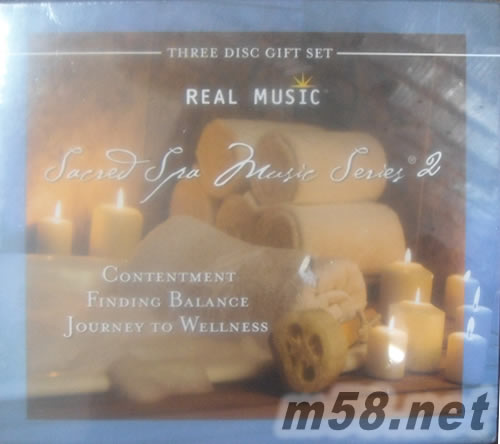 THREE DISC GIFT SET
REAL MUSIC
Sacred Spa Music Series® 2
CONTENTMENT
FINDING BALANCE
JOURNEY TO WELLNESS
m58.net